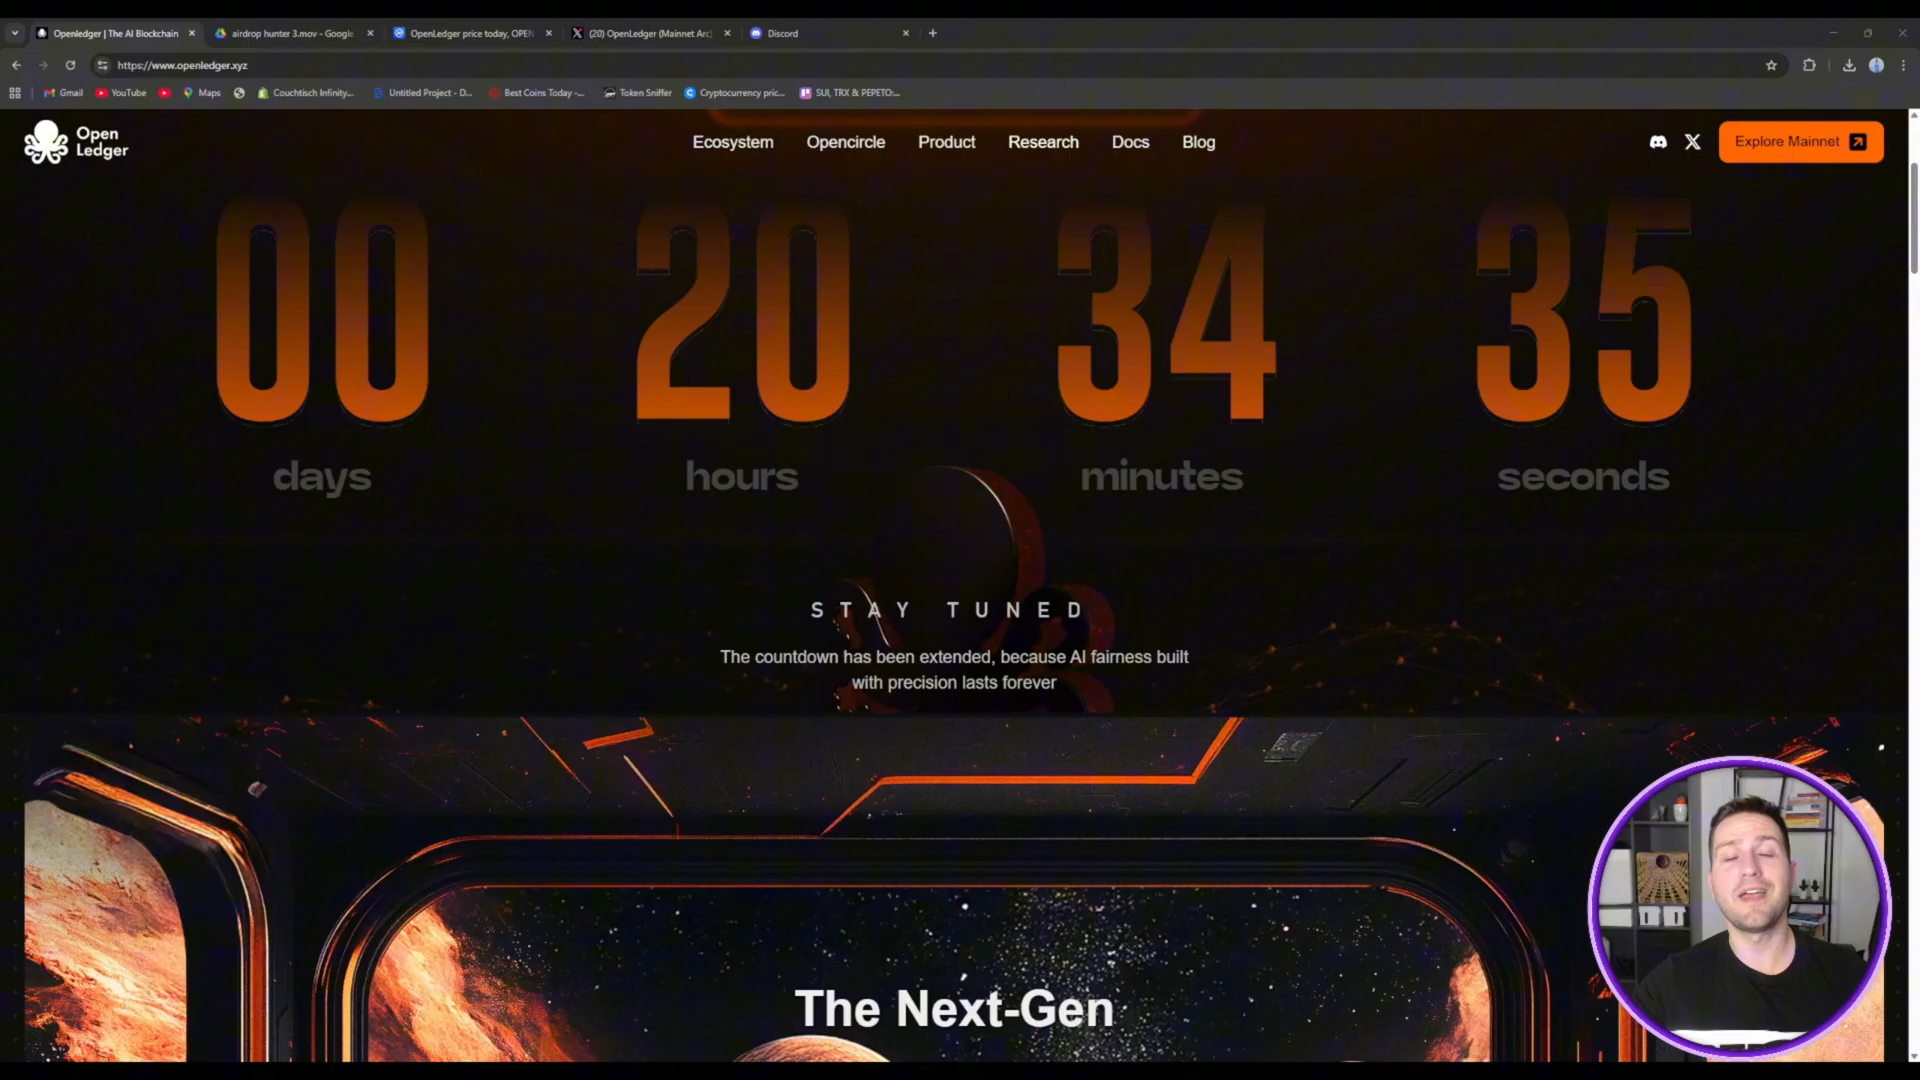 Openledger | The AI Blockchain
airdrop hunter 3.mov - Google
OpenLedger price today, OPEN
(20) OpenLedger (Mainnet Arc
Discord
https://www.openledger.xyz
Gmail
YouTube
Maps
Couchtisch Infinity...
Untitled Project - D...
Best Coins Today -...
Token Sniffer
Cryptocurrency pric...
SUI, TRX & PEPETO:...
Open
Ledger
Ecosystem
Opencircle
Product
Research
Docs
Blog
Explore Mainnet
00 20 34 35
days hours minutes seconds
STAY TUNED
The countdown has been extended, because AI fairness built
with precision lasts forever
The Next-Gen